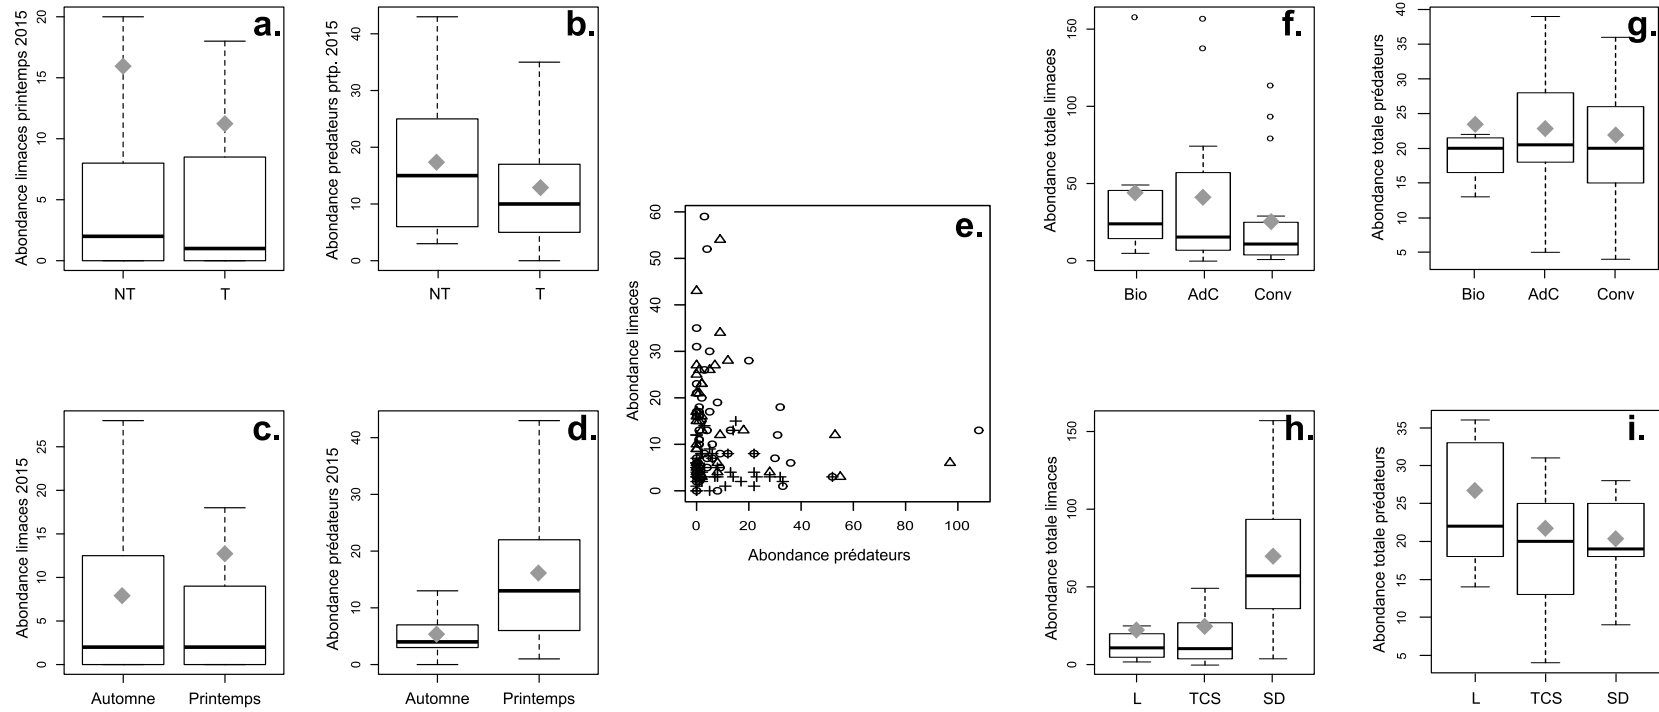 a.
Abondance limaces printemps 2015
0 5 10 15 20
NT T
b.
Abondance predateurs prtp. 2015
0 10 20 30 40
NT T
c.
Abondance limaces 2015
0 5 10 15 20 25
Automne Printemps
d.
Abondance prédateurs 2015
0 10 20 30 40
Automne Printemps
e.
Abondance limaces
0 10 20 30 40 50 60
0 20 40 60 80 100
Abondance prédateurs
f.
Abondance totale limaces
0 50 100 150
Bio AdC Conv
g.
Abondance totale prédateurs
5 10 15 20 25 30 35 40
Bio AdC Conv
h.
Abondance totale limaces
0 50 100 150
L TCS SD
i.
Abondance totale prédateurs
5 10 15 20 25 30 35
L TCS SD